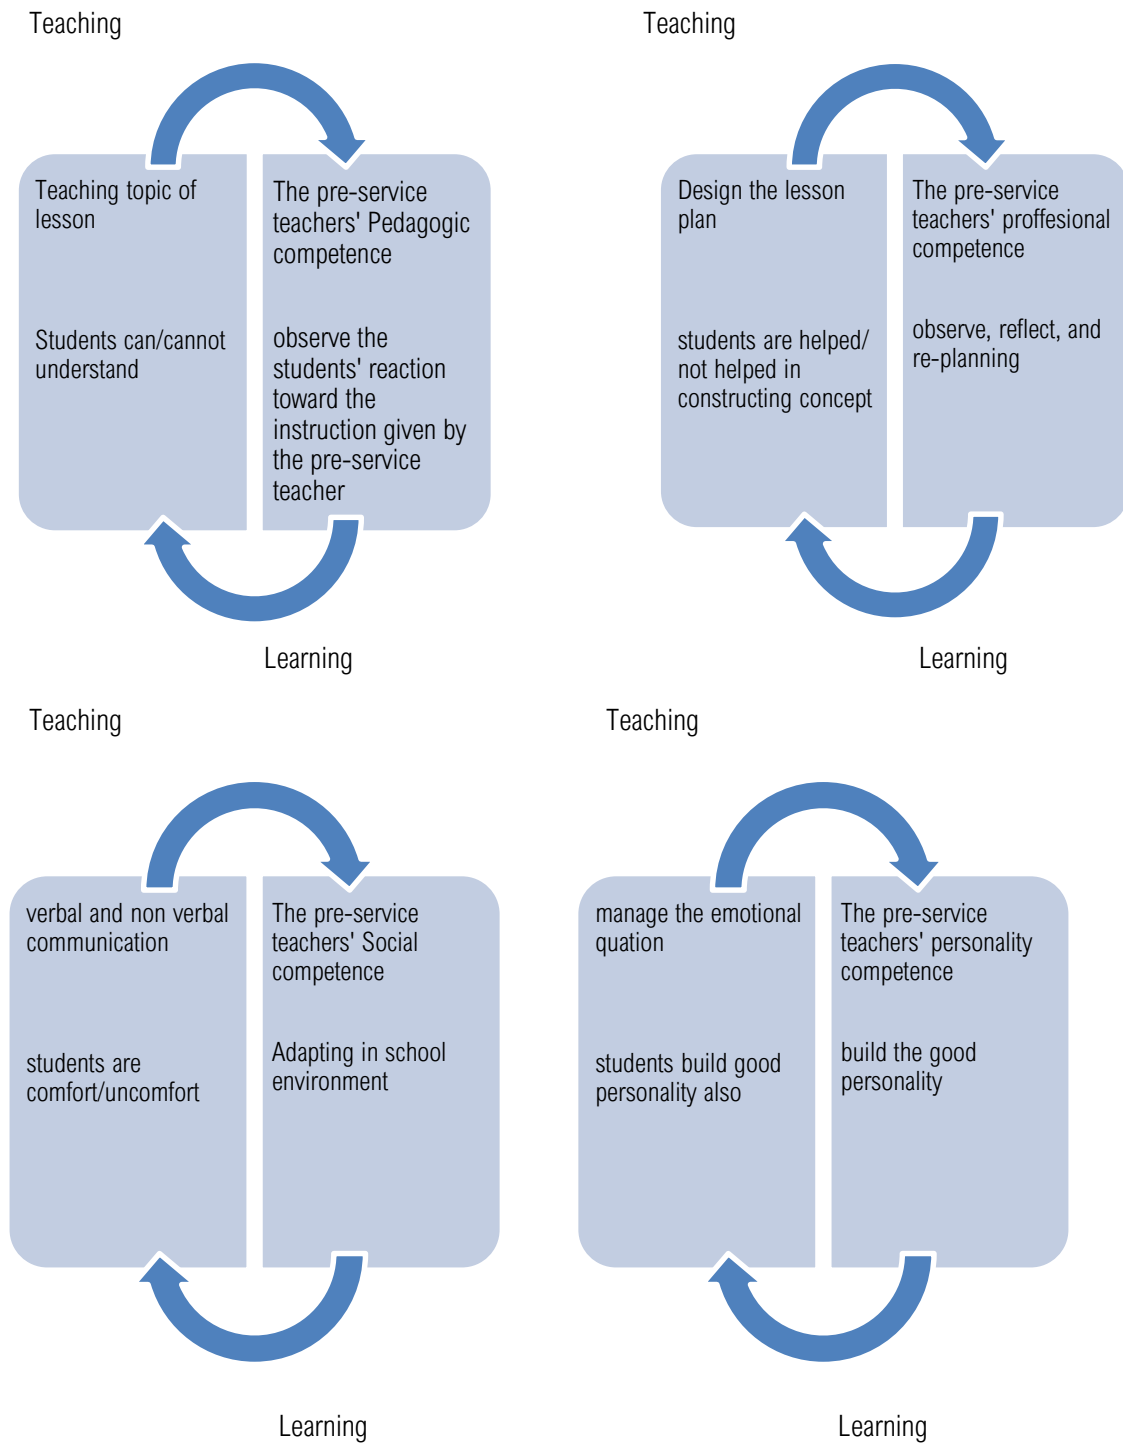 Teaching
Teaching topic of
lesson
Students can/cannot
understand
The pre-service
teachers' Pedagogic
competence
observe the
students' reaction
toward the
instruction given by
the pre-service
teacher
Learning
Teaching
Design the lesson
plan
students are helped/
not helped in
constructing concept
The pre-service
teachers' proffesional
competence
observe, reflect, and
re-planning
Learning
Teaching
verbal and non verbal
communication
students are
comfort/uncomfort
The pre-service
teachers' Social
competence
Adapting in school
environment
Learning
Teaching
manage the emotional
quation
students build good
personality also
The pre-service
teachers' personality
competence
build the good
personality
Learning